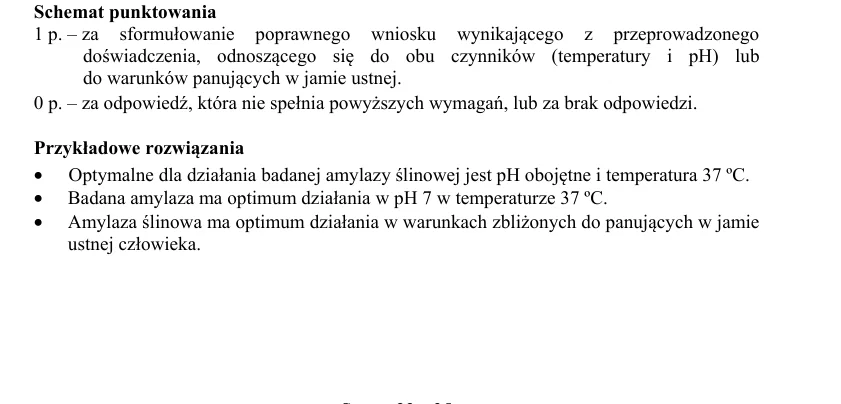 Schemat punktowania
1 p. – za sformułowanie poprawnego wniosku wynikającego z przeprowadzonego
doświadczenia, odnoszącego się do obu czynników (temperatury i pH) lub
do warunków panujących w jamie ustnej.
0 p. – za odpowiedź, która nie spełnia powyższych wymagań, lub za brak odpowiedzi.
Przykładowe rozwiązania
• Optymalne dla działania badanej amylazy ślinowej jest pH obojętne i temperatura 37 ºC.
• Badana amylaza ma optimum działania w pH 7 w temperaturze 37 ºC.
• Amylaza ślinowa ma optimum działania w warunkach zbliżonych do panujących w jamie
ustnej człowieka.